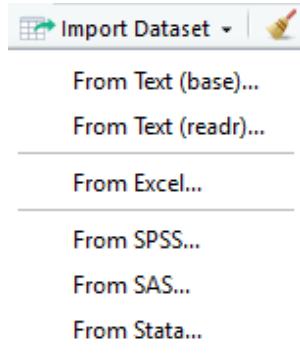 Import Dataset
From Text (base)...
From Text (readr)...
From Excel...
From SPSS...
From SAS...
From Stata...